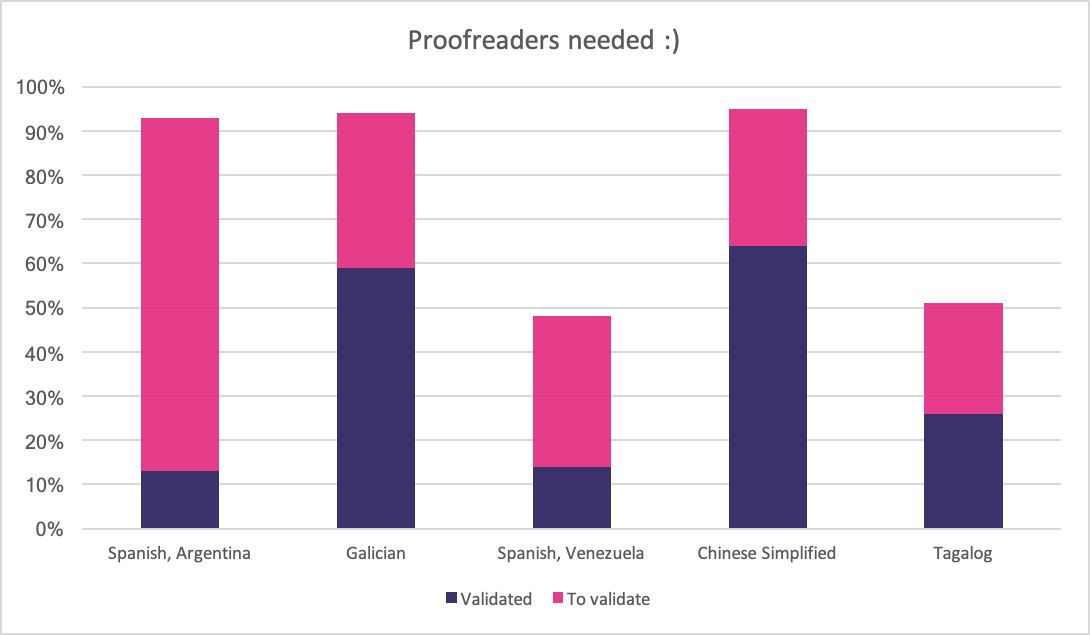 Proofreaders needed :)
100%
90%
80%
70%
60%
50%
40%
30%
20%
10%
0%
Spanish, Argentina
Galician
Spanish, Venezuela
Chinese Simplified
Tagalog
Validated
To validate